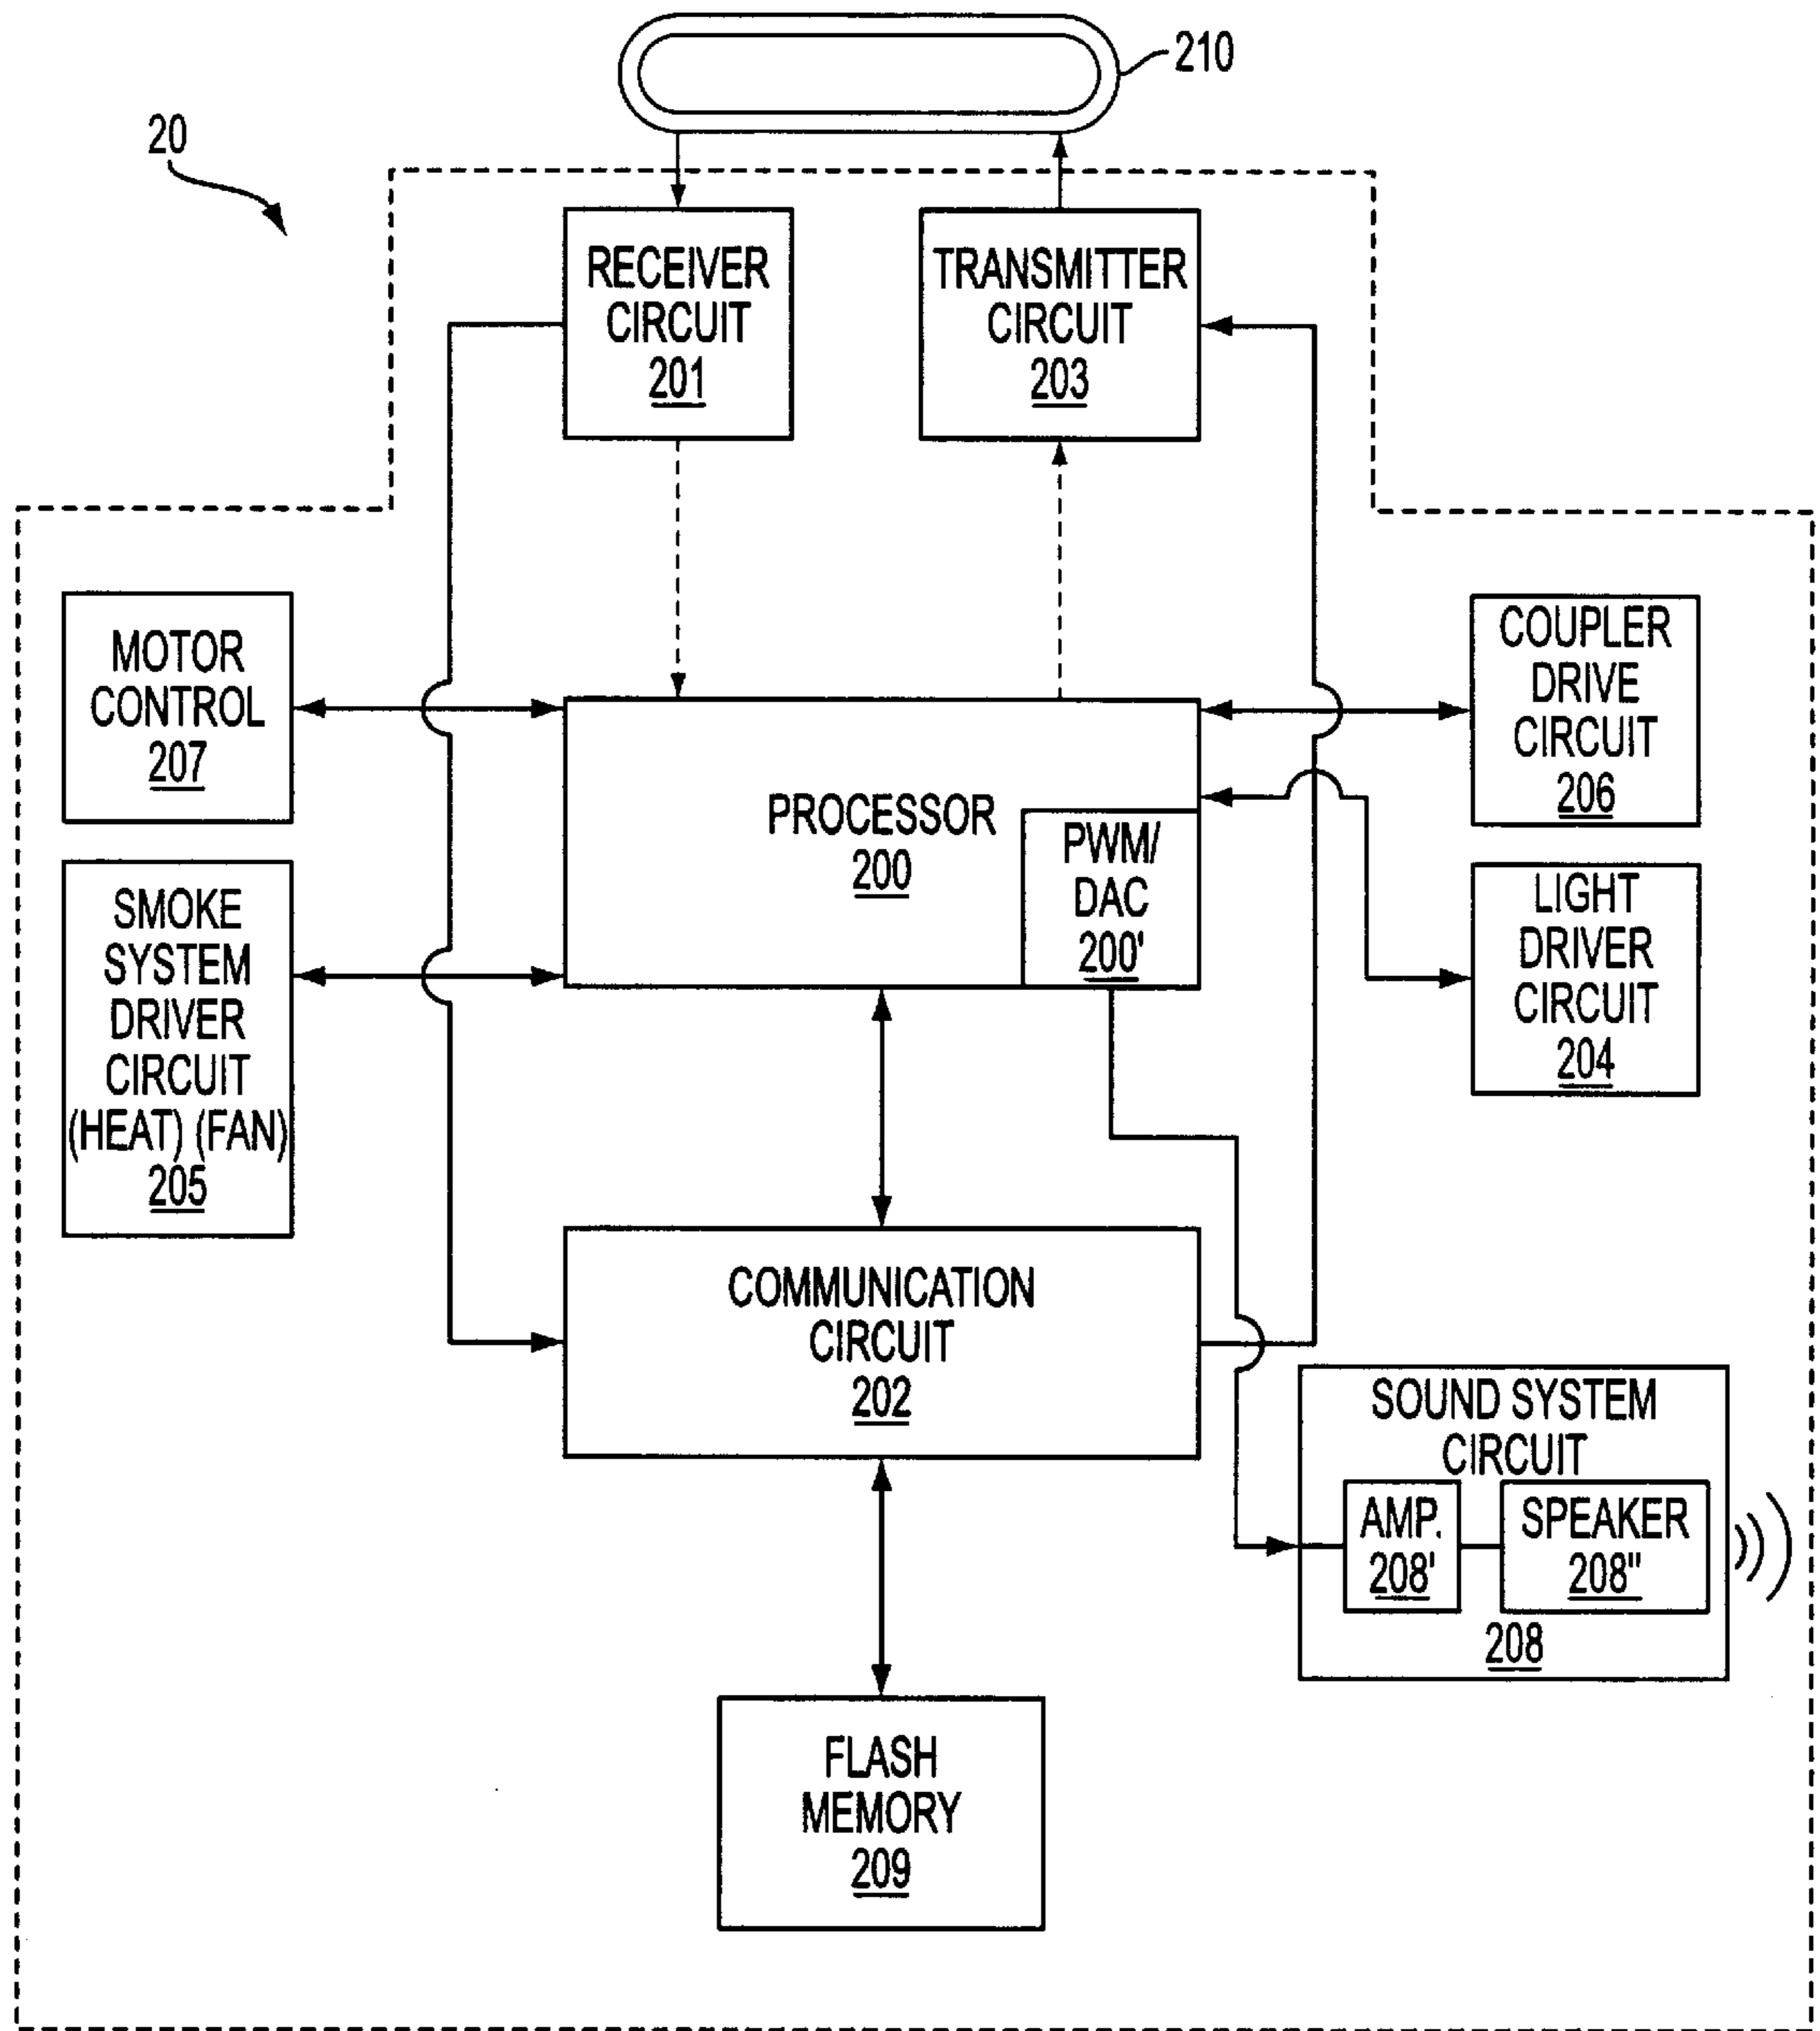 210
20
RECEIVER
CIRCUIT
201
TRANSMITTER
CIRCUIT
203
MOTOR
CONTROL
207
PROCESSOR
200
PWM/
DAC
200'
COUPLER
DRIVE
CIRCUIT
206
SMOKE
SYSTEM
DRIVER
CIRCUIT
(HEAT) (FAN)
205
LIGHT
DRIVER
CIRCUIT
204
COMMUNICATION
CIRCUIT
202
SOUND SYSTEM
CIRCUIT
AMP.
208'
SPEAKER
208"
208
FLASH
MEMORY
209